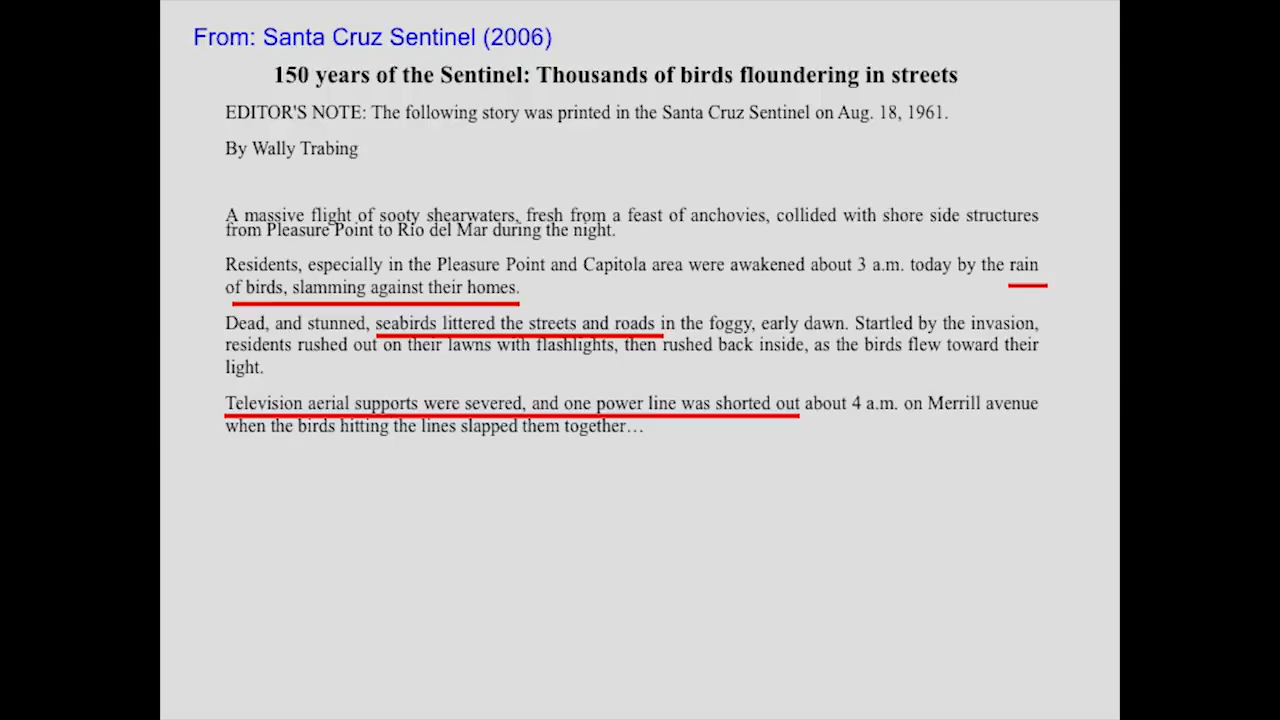 From: Santa Cruz Sentinel (2006)
150 years of the Sentinel: Thousands of birds floundering in streets
EDITOR'S NOTE: The following story was printed in the Santa Cruz Sentinel on Aug. 18, 1961.
By Wally Trabing
A massive flight of sooty shearwaters, fresh from a feast of anchovies, collided with shore side structures
from Pleasure Point to Rio del Mar during the night.
Residents, especially in the Pleasure Point and Capitola area were awakened about 3 a.m. today by the rain
of birds, slamming against their homes.
Dead, and stunned, seabirds littered the streets and roads in the foggy, early dawn. Startled by the invasion,
residents rushed out on their lawns with flashlights, then rushed back inside, as the birds flew toward their
light.
Television aerial supports were severed, and one power line was shorted out about 4 a.m. on Merrill avenue
when the birds hitting the lines slapped them together…